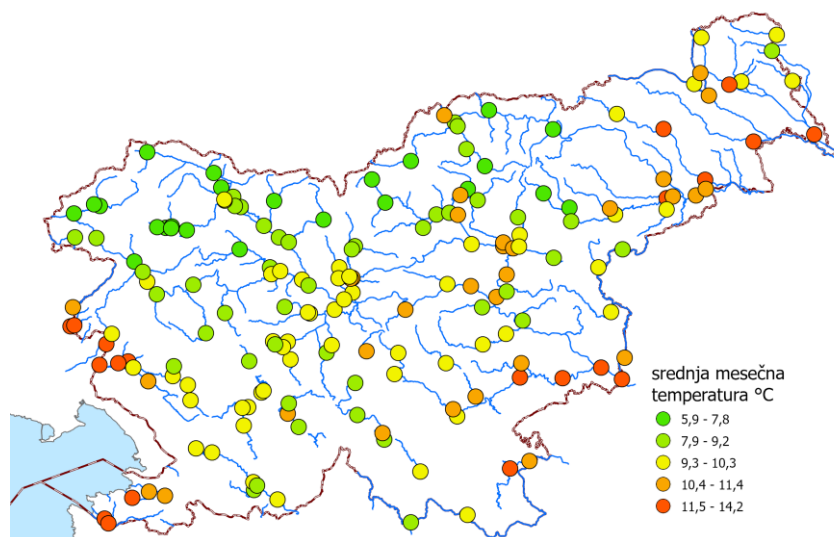 srednja mesečna
temperatura °C
5,9 - 7,8
7,9 - 9,2
9,3 - 10,3
10,4 - 11,4
11,5 - 14,2